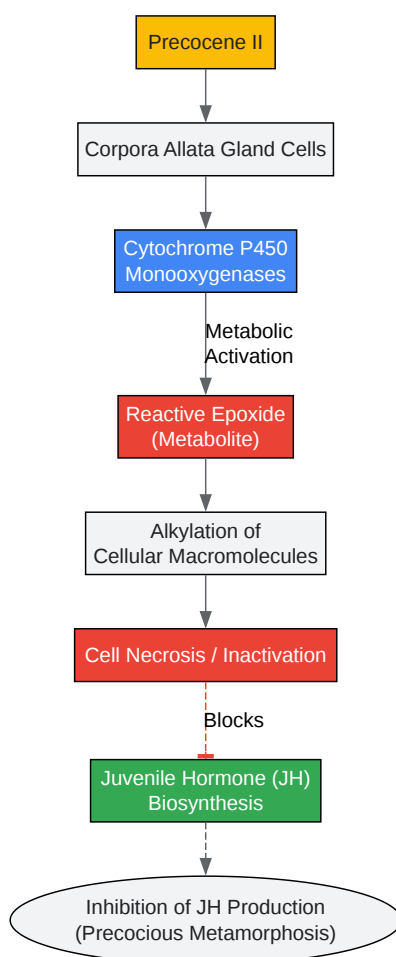 Precocene II
Corpora Allata Gland Cells
Cytochrome P450
Monooxygenases
Metabolic
Activation
Reactive Epoxide
(Metabolite)
Alkylation of
Cellular Macromolecules
Cell Necrosis / Inactivation
Blocks
Juvenile Hormone (JH)
Biosynthesis
Inhibition of JH Production
(Precocious Metamorphosis)